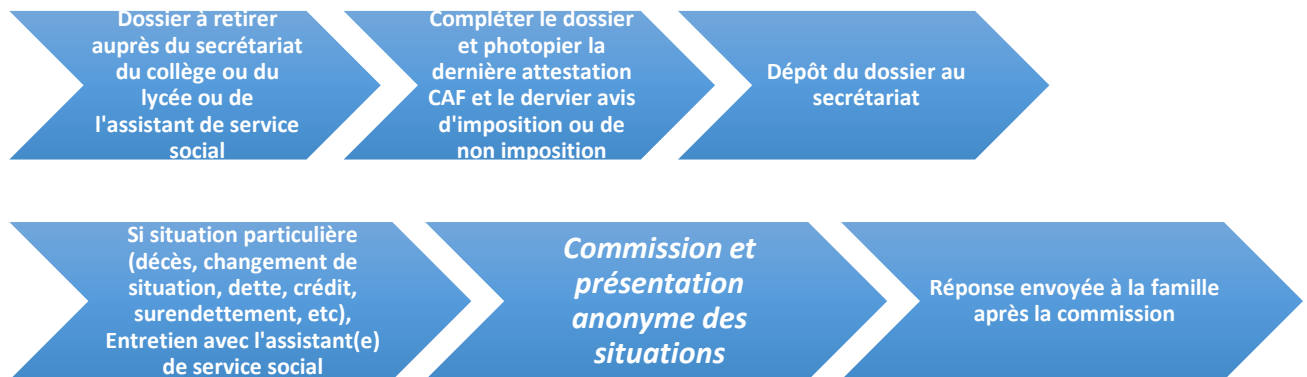 Dossier à retirer
auprès du secrétariat
du collège ou du
lycée ou de
l'assistant de service
social
Compléter le dossier
et photopier la
dernière attestation
CAF et le dervier avis
d'imposition ou de
non imposition
Dépôt du dossier au
secrétariat
Si situation particulière
(décès, changement de
situation, dette, crédit,
surendettement, etc),
Entretien avec l'assistant(e)
de service social
Commission et
présentation
anonyme des
situations
Réponse envoyée à la famille
après la commission